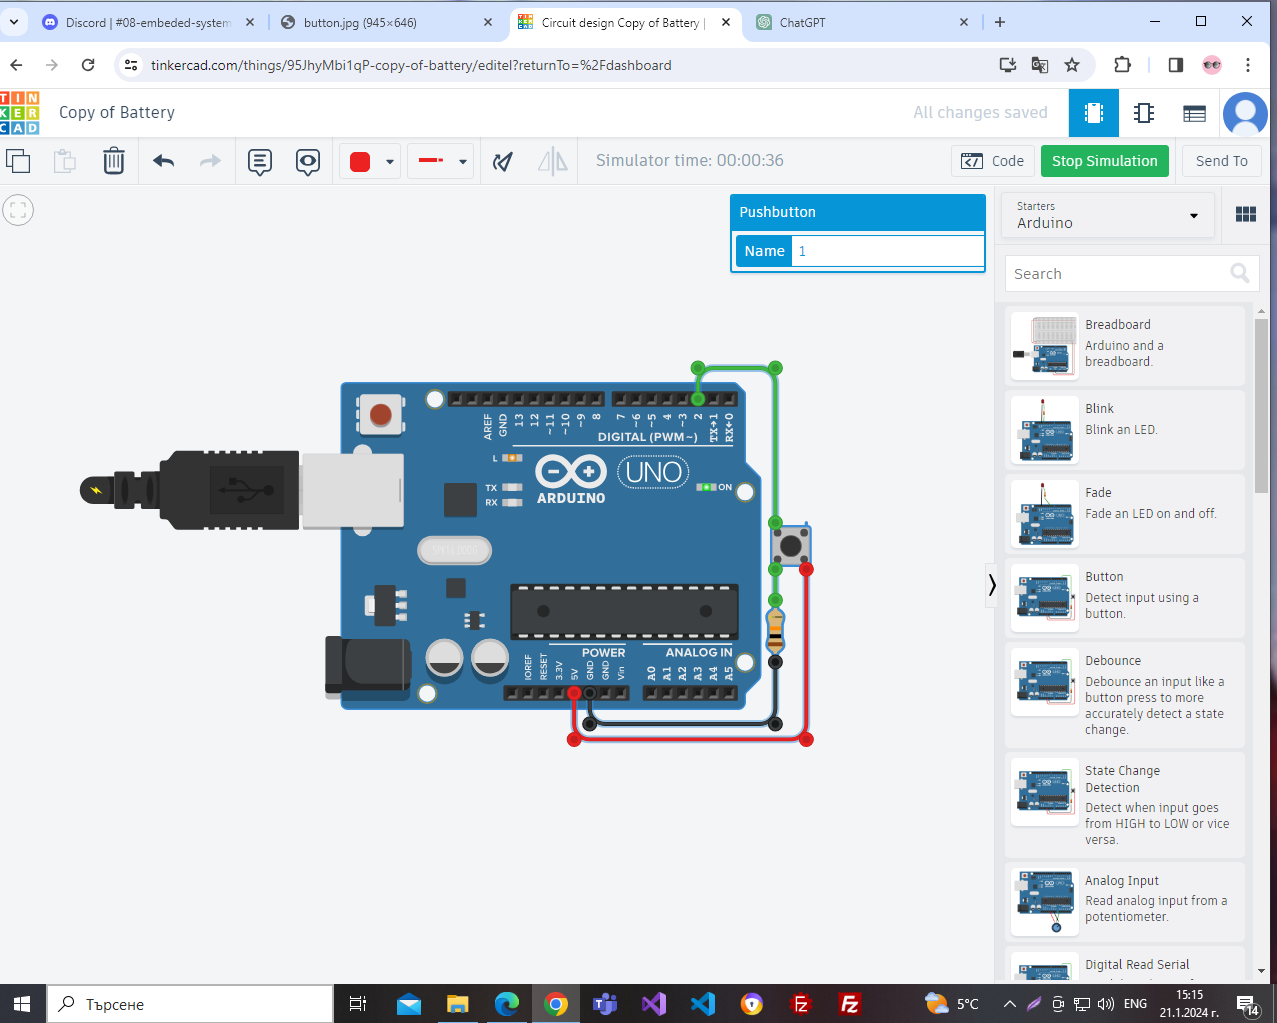 Discord | #08-embeded-system
button.jpg (945×646)
Circuit design Copy of Battery |
ChatGPT
tinkercad.com/things/95JhyMbi1qP-copy-of-battery/editel?returnTo=%2Fdashboard
TIN
KER
CAD
Copy of Battery
All changes saved
Simulator time: 00:00:36
Code
Stop Simulation
Send To
Pushbutton
Name 1
Starters
Arduino
Search
Breadboard
Arduino and a
breadboard.
Blink
Blink an LED.
Fade
Fade an LED on and off.
Button
Detect input using a
button.
Debounce
Debounce an input like a
button press to more
accurately detect a state
change.
State Change
Detection
Detect when input goes
from HIGH to LOW or vice
versa.
Analog Input
Read analog input from a
potentiometer.
Digital Read Serial
AREF
GND
13
12
~11
~10
~9
8
7
~6
~5
4
~3
2
TX→1
RX←0
DIGITAL (PWM~)
L
TX
RX
ARDUINO
UNO
ON
POWER
ANALOG IN
IOREF
RESET
3.3V
5V
GND
GND
Vin
A0
A1
A2
A3
A4
A5
Търсене
5°C
ENG
15:15
21.1.2024 г.
14